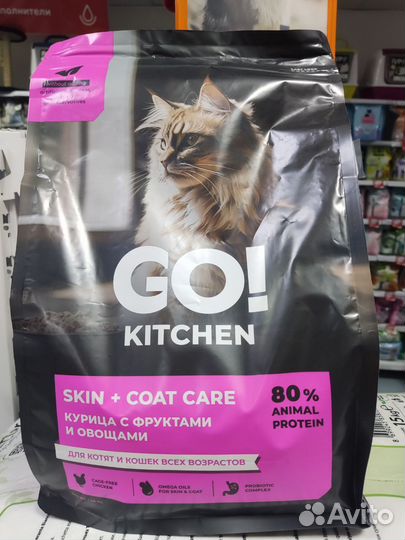 GO!
KITCHEN
SKIN + COAT CARE
КУРИЦА С ФРУКТАМИ
И ОВОЩАМИ
80%
ANIMAL
PROTEIN
ДЛЯ КОТЯТ И КОШЕК ВСЕХ ВОЗРАСТОВ
CAGE-FREE
CHICKEN
OMEGA OILS
FOR SKIN & COAT
PROBIOTIC
COMPLEX
Avito